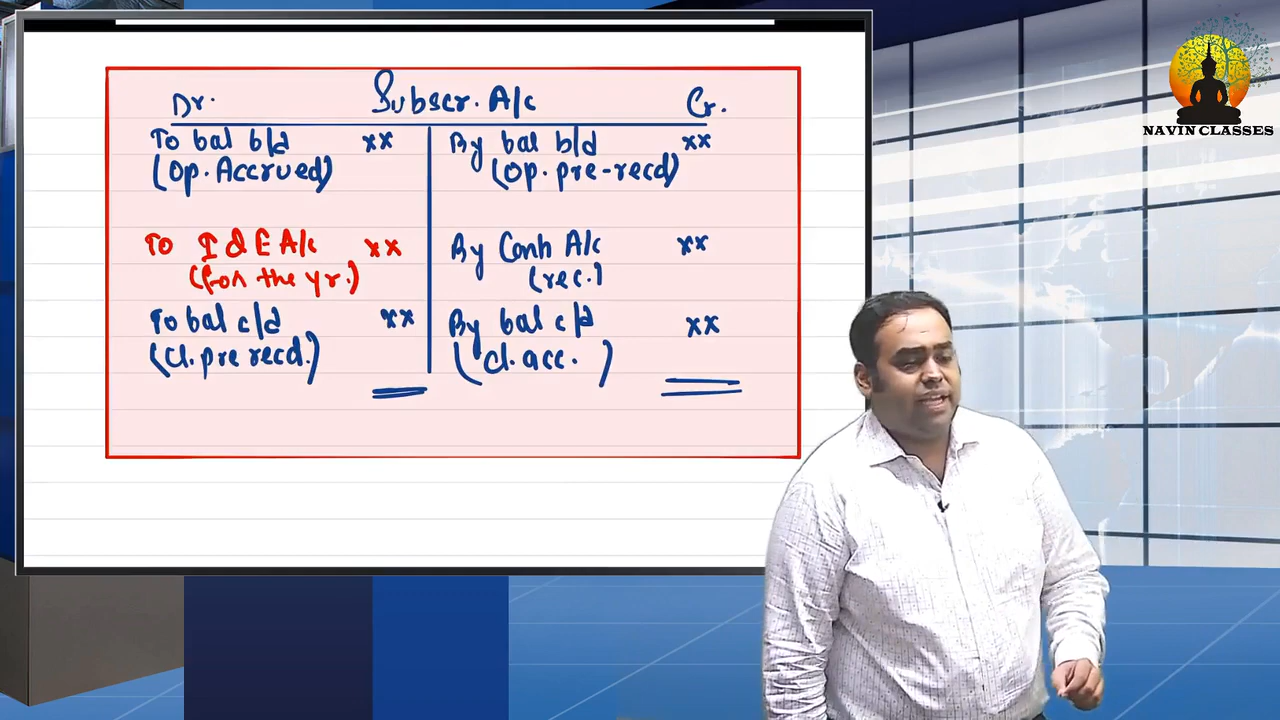 Dr. Subscr. A/c Cr.
To bal b/d xx By bal b/d xx
(Op. Accrued) (Op. pre-recd)
To I & E A/c xx By Cash A/c xx
(for the yr.) (rec.)
To bal c/d xx By bal c/d xx
(Cl. pre recd.) (Cl. acc. )
NAVIN CLASSES